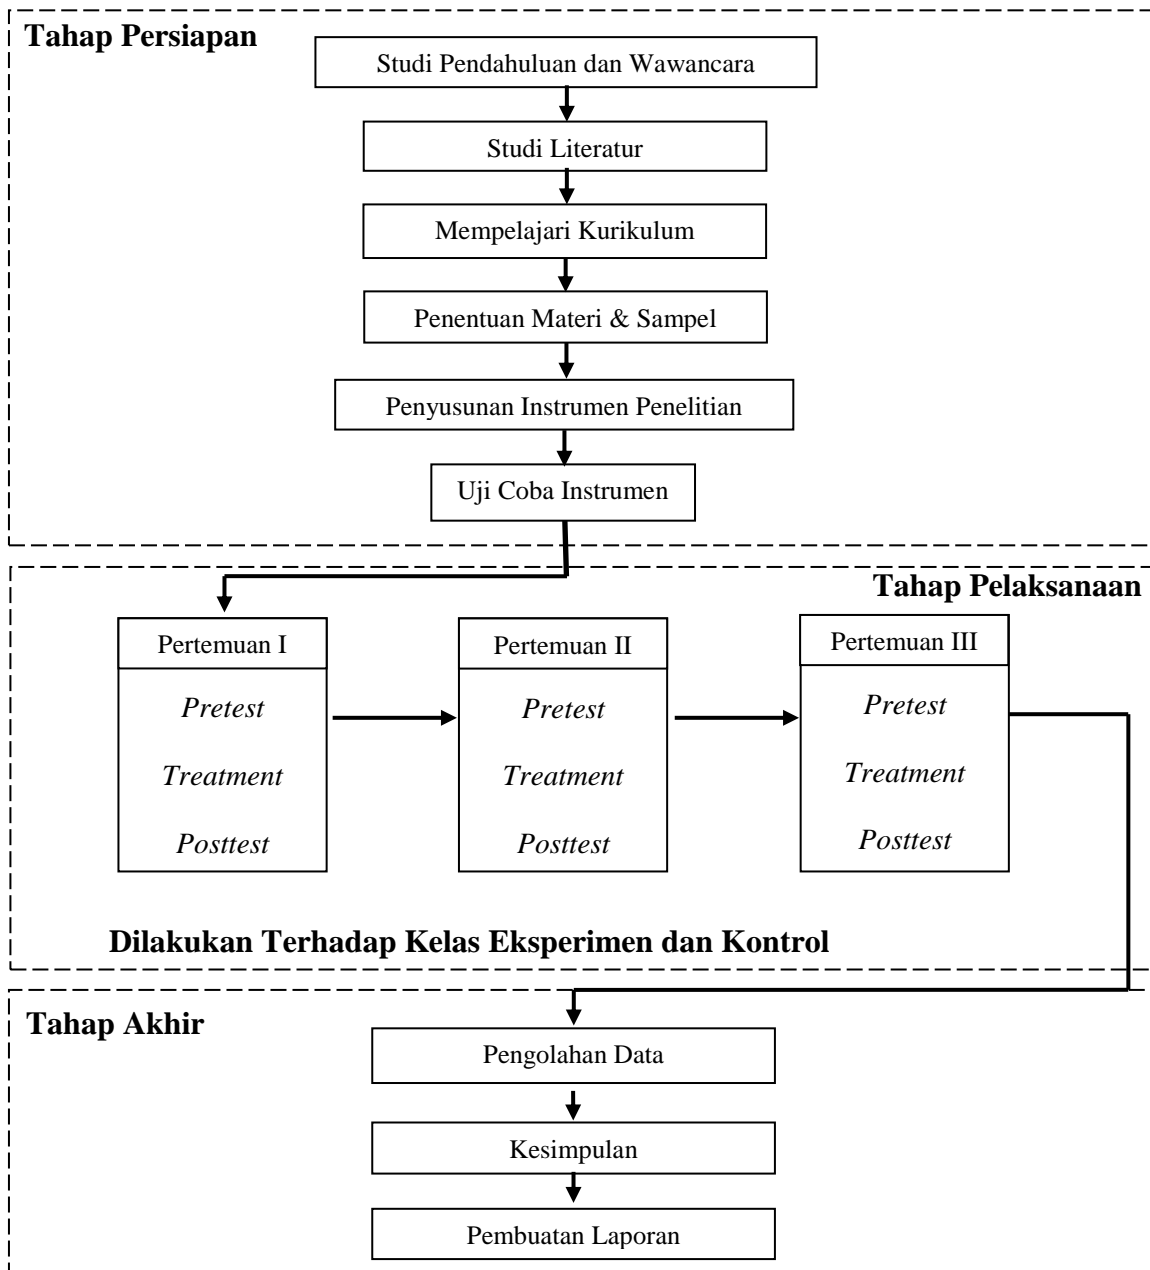 Tahap Persiapan
Studi Pendahuluan dan Wawancara
Studi Literatur
Mempelajari Kurikulum
Penentuan Materi & Sampel
Penyusunan Instrumen Penelitian
Uji Coba Instrumen
Tahap Pelaksanaan
Pertemuan I
Pretest
Treatment
Posttest
Pertemuan II
Pretest
Treatment
Posttest
Pertemuan III
Pretest
Treatment
Posttest
Dilakukan Terhadap Kelas Eksperimen dan Kontrol
Tahap Akhir
Pengolahan Data
Kesimpulan
Pembuatan Laporan